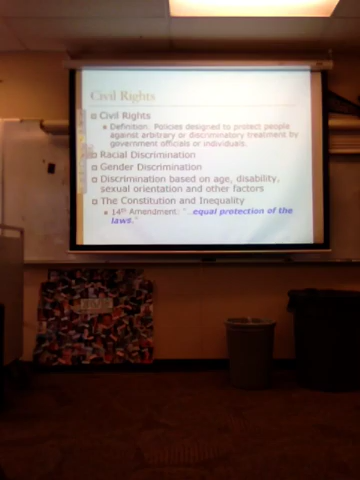 Civil Rights
Civil Rights
Definition: Policies designed to protect people
against arbitrary or discriminatory treatment by
government officials or individuals.
Racial Discrimination
Gender Discrimination
Discrimination based on age, disability,
sexual orientation and other factors
The Constitution and Inequality
14th Amendment: "…equal protection of the
laws."